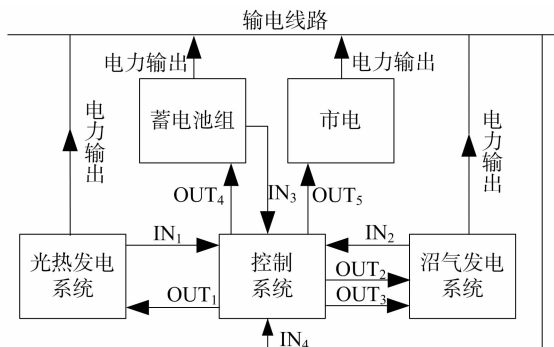 输电线路
电力输出
电力输出
电力输出
电力输出
蓄电池组
市电
OUT₄
IN₃
OUT₅
IN₁
IN₂
光热发电
系统
控制
系统
沼气发电
系统
OUT₂
OUT₁
OUT₃
IN₄